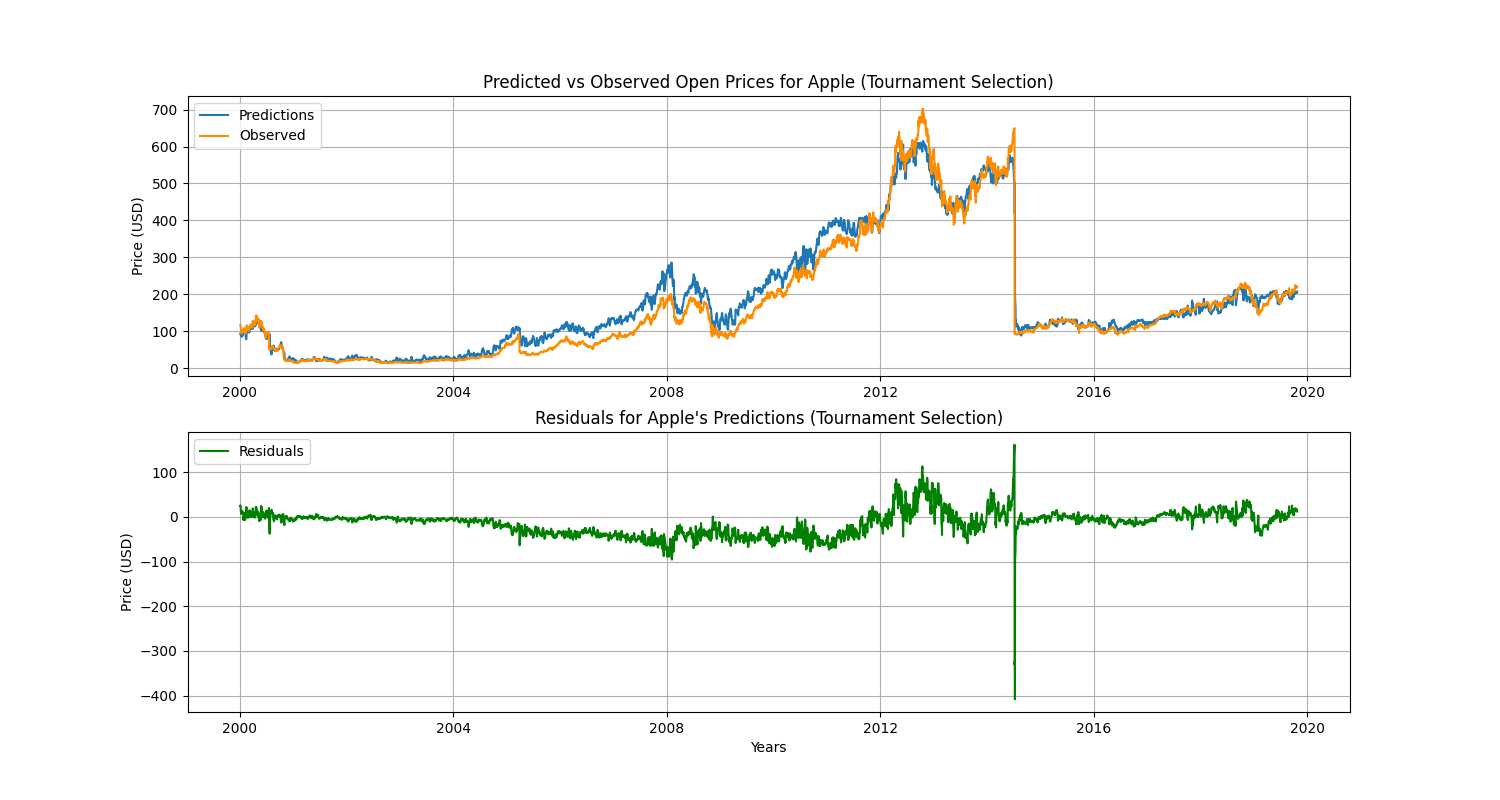 Predicted vs Observed Open Prices for Apple (Tournament Selection)
Predictions
Observed
Price (USD)
700
600
500
400
300
200
100
0
2000 2004 2008 2012 2016 2020
Residuals for Apple's Predictions (Tournament Selection)
Residuals
Price (USD)
100
0
−100
−200
−300
−400
2000 2004 2008 2012 2016 2020
Years